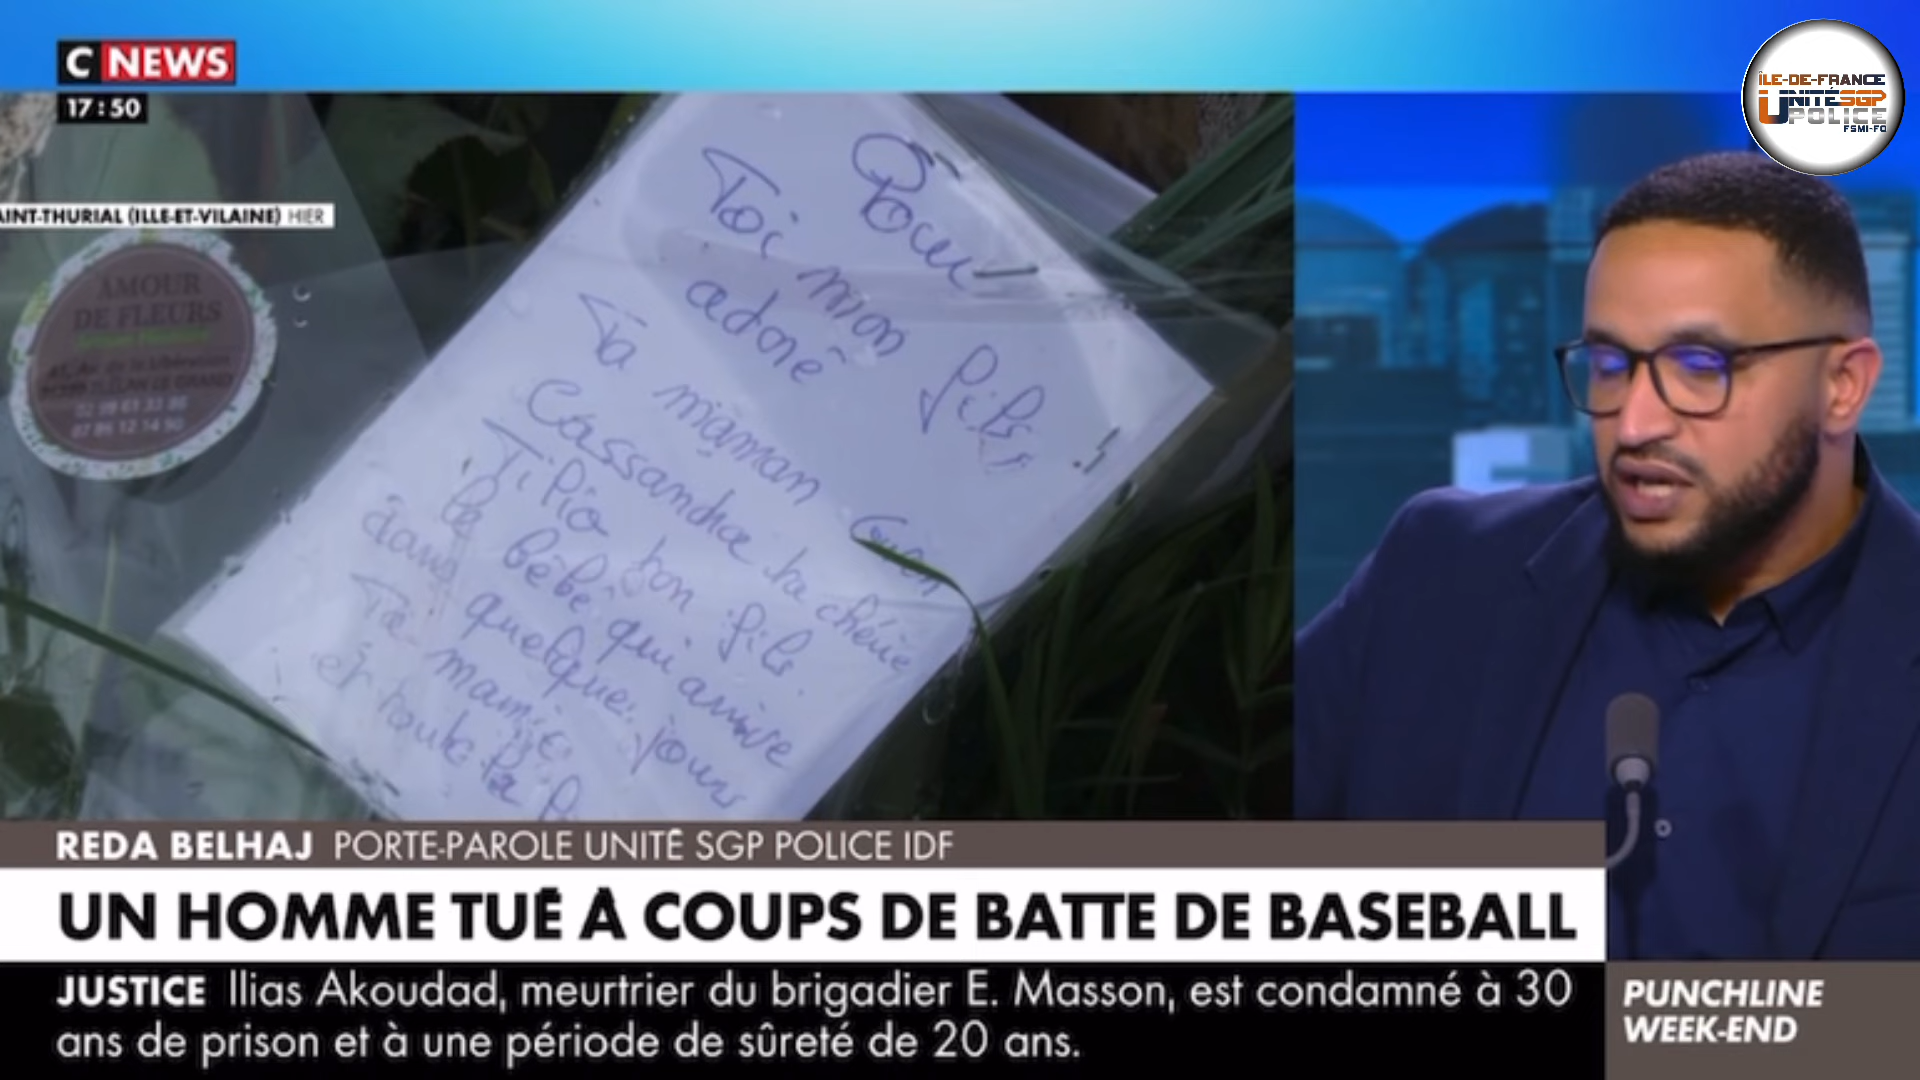 C NEWS
17:50
AINT-THURIAL (ILLE-ET-VILAINE) HIER
ÎLE-DE-FRANCE
UNITÉSGP
POLICE
FSMI-FO
AMOUR
DE FLEURS
Pour
Toi mon fils
adoré !
Ta maman
Cassandra ta chérie
Tilio ton fils.
Le bébé qui arrive
dans quelques jours
Ta mamie
et toute ta
REDA BELHAJ PORTE-PAROLE UNITÉ SGP POLICE IDF
UN HOMME TUÉ À COUPS DE BATTE DE BASEBALL
JUSTICE Ilias Akoudad, meurtrier du brigadier E. Masson, est condamné à 30
ans de prison et à une période de sûreté de 20 ans.
PUNCHLINE
WEEK-END